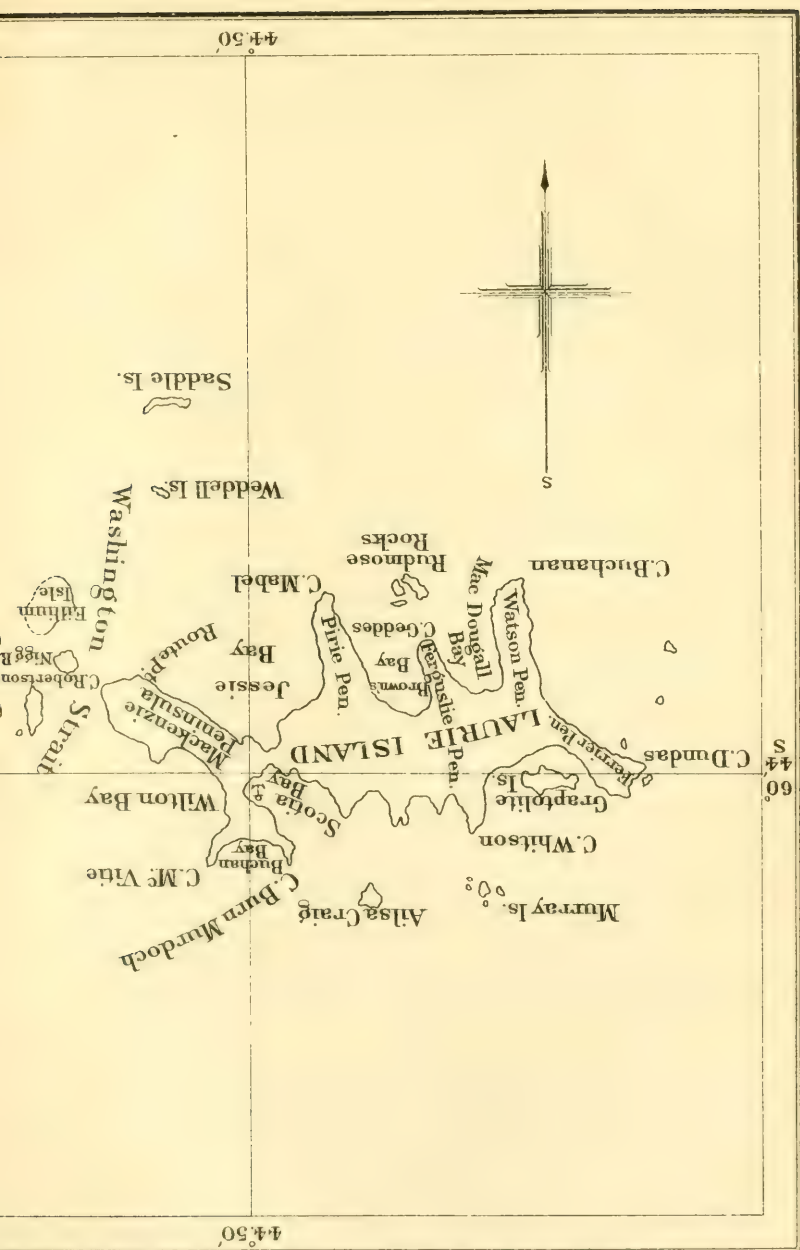 44°.50'
Murray Is.
Ailsa Craig
C. Burn Murdoch
C. Mc. Vitie
Buchan
Bay
C. Whitson
Graptolite
Is.
Scotia
Bay
Wilton Bay
60°
44'
S
C. Dundas
Ferrier Pen.
LAURIE ISLAND
Ferguslie Pen.
Mackenzie
Peninsula
Watson Pen.
Mac Dougall
Bay
Brown's
Bay
C. Geddes
Pirie Pen.
Jessie
Bay
Route Pt.
C. Robertson
Nigg R
Eillium
Isle
Washington Strait
C. Buchanan
Rudmose
Rocks
C. Mabel
Weddell Is.
Saddle Is.
S
44°.50'